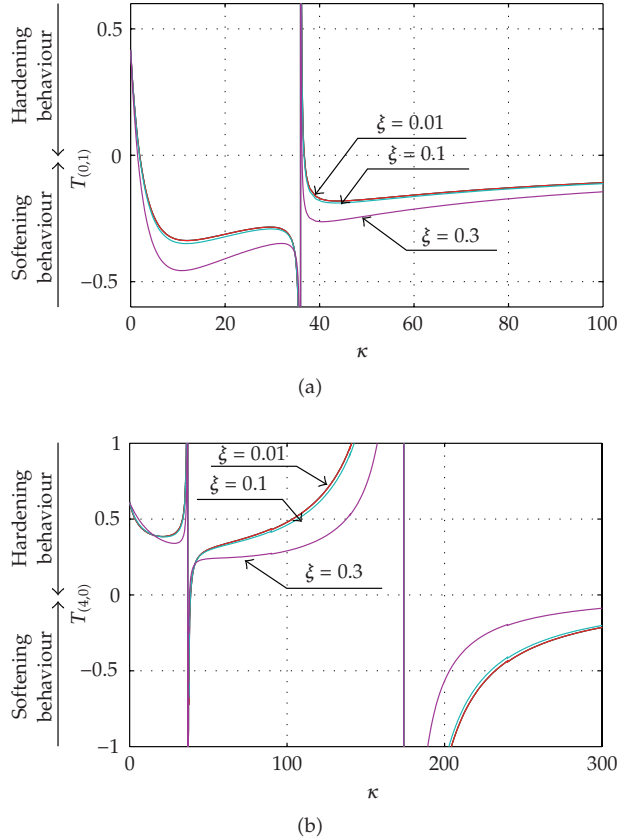 Hardening behaviour
Softening behaviour
T(0,1)
0.5
0
−0.5
ξ = 0.01
ξ = 0.1
ξ = 0.3
0 20 40 60 80 100
κ
(a)
Hardening behaviour
Softening behaviour
T(4,0)
1
0.5
0
−0.5
−1
ξ = 0.01
ξ = 0.1
ξ = 0.3
0 100 200 300
κ
(b)